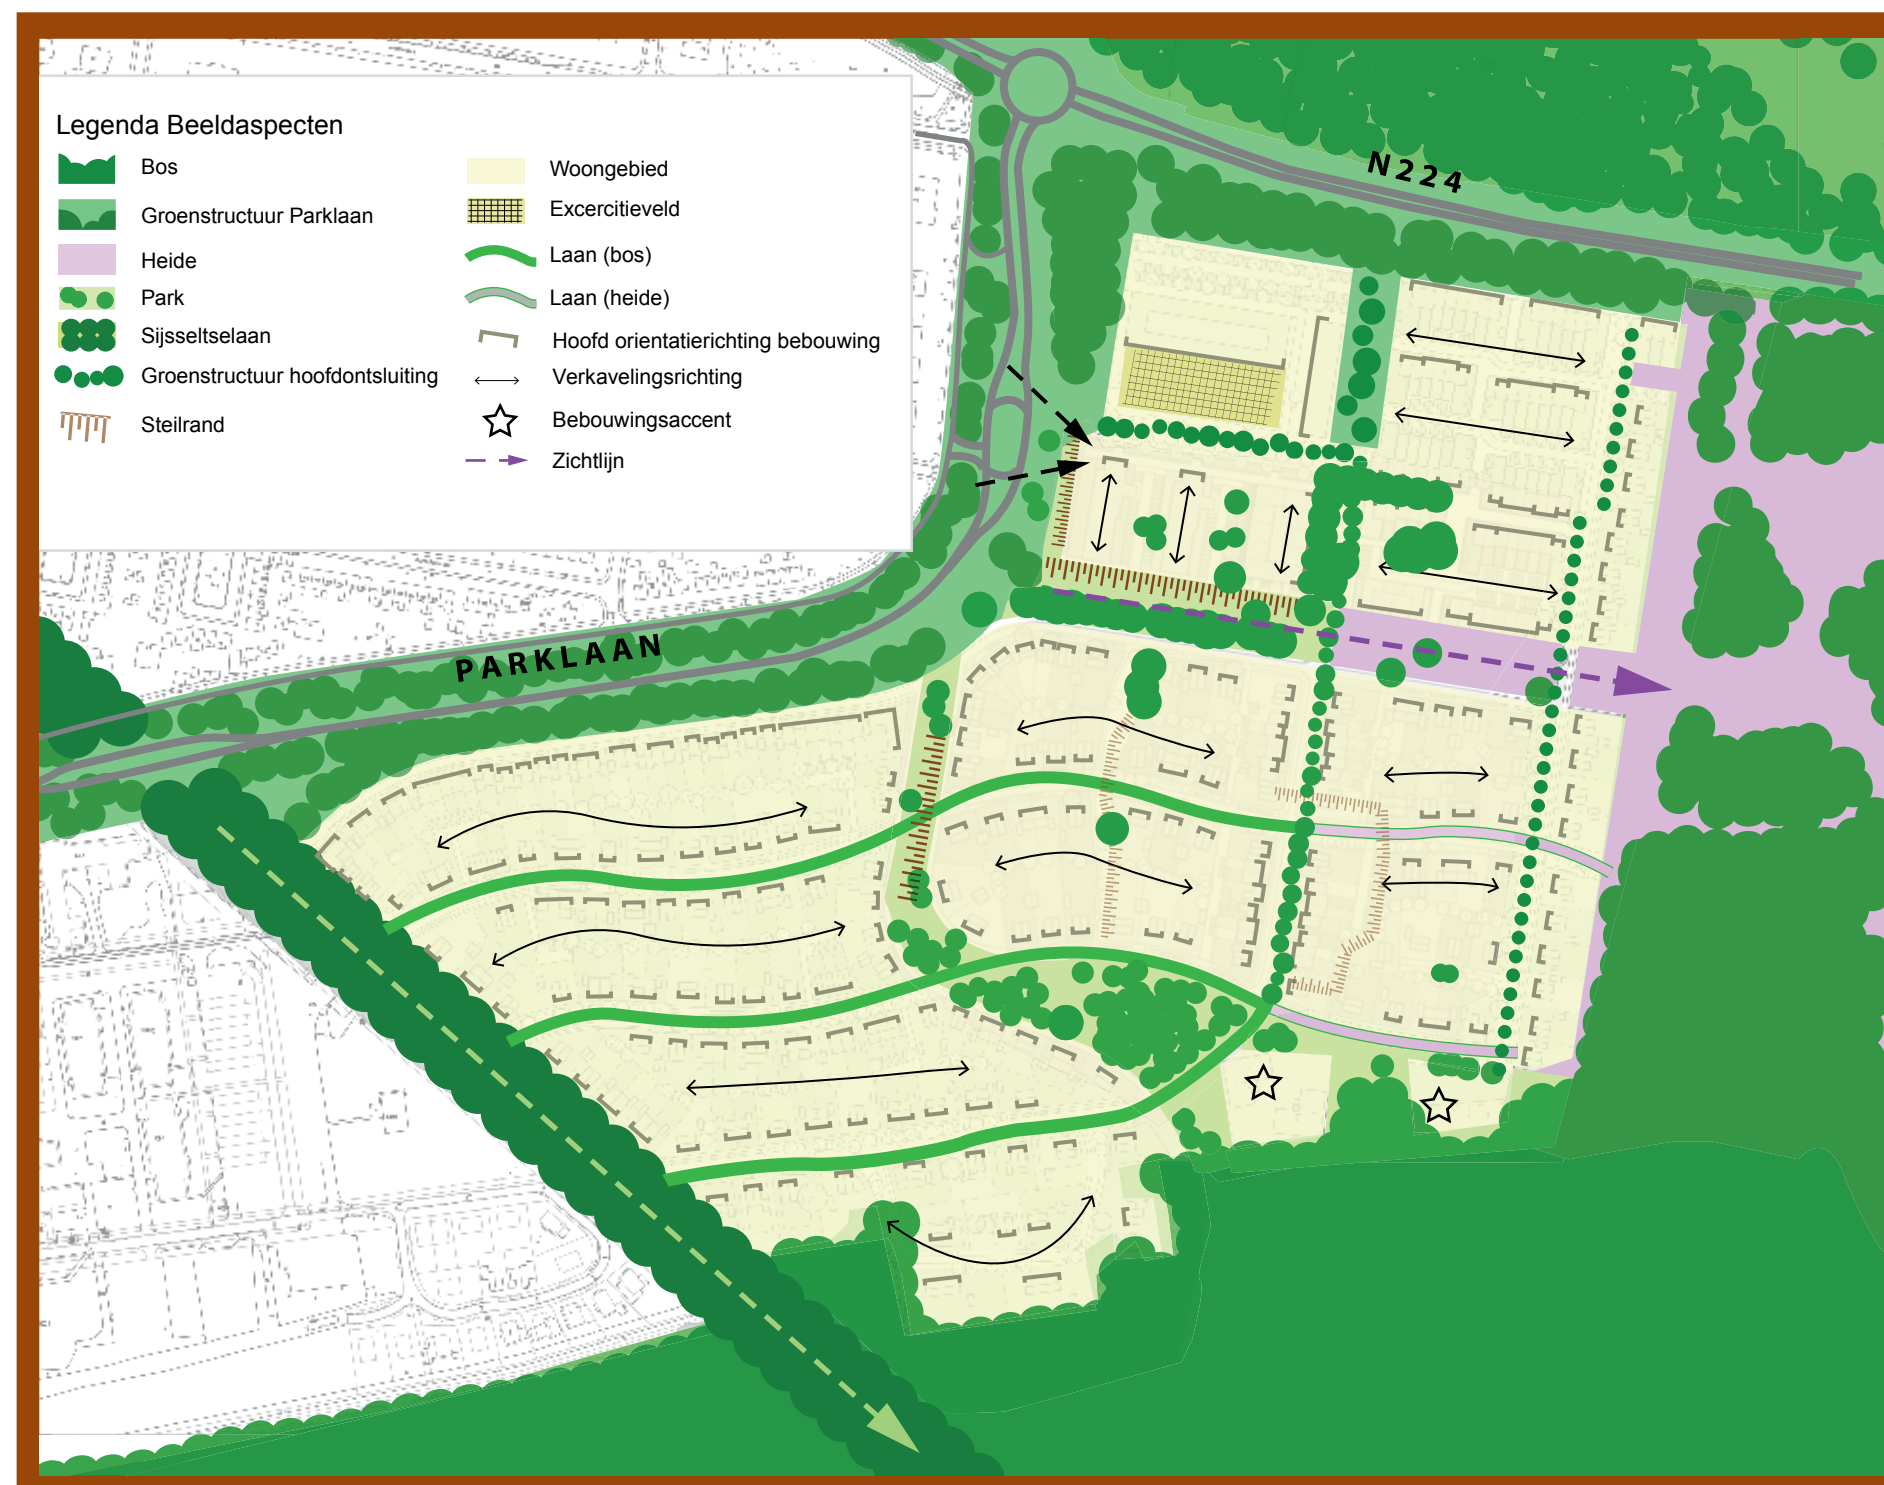 Legenda Beeldaspecten
Bos
Groenstructuur Parklaan
Heide
Park
Sijsseltselaan
Groenstructuur hoofdontsluiting
Steilrand
Woongebied
Excercitieveld
Laan (bos)
Laan (heide)
Hoofd orientatierichting bebouwing
Verkavelingsrichting
Bebouwingsaccent
Zichtlijn
N224
PARKLAAN